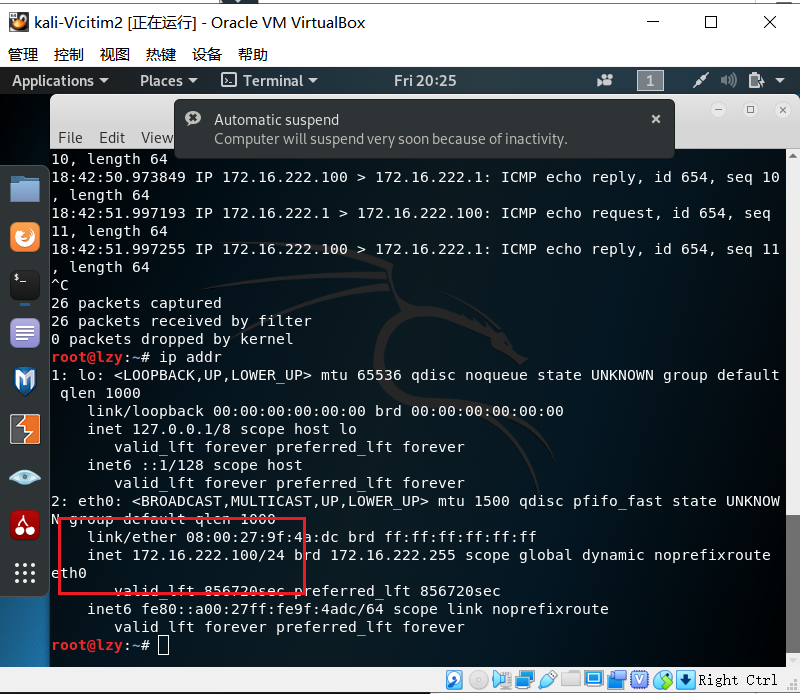 kali-Vicitim2 [正在运行] - Oracle VM VirtualBox
管理 控制 视图 热键 设备 帮助
Applications Places Terminal Fri 20:25 1
Automatic suspend
File Edit View Computer will suspend very soon because of inactivity.
10, length 64
18:42:50.973849 IP 172.16.222.100 > 172.16.222.1: ICMP echo reply, id 654, seq 10
, length 64
18:42:51.997193 IP 172.16.222.1 > 172.16.222.100: ICMP echo request, id 654, seq
11, length 64
18:42:51.997255 IP 172.16.222.100 > 172.16.222.1: ICMP echo reply, id 654, seq 11
, length 64
^C
26 packets captured
26 packets received by filter
0 packets dropped by kernel
root@lzy:~# ip addr
1: lo: <LOOPBACK,UP,LOWER_UP> mtu 65536 qdisc noqueue state UNKNOWN group default
qlen 1000
link/loopback 00:00:00:00:00:00 brd 00:00:00:00:00:00
inet 127.0.0.1/8 scope host lo
valid_lft forever preferred_lft forever
inet6 ::1/128 scope host
valid_lft forever preferred_lft forever
2: eth0: <BROADCAST,MULTICAST,UP,LOWER_UP> mtu 1500 qdisc pfifo_fast state UNKNOW
N group default qlen 1000
link/ether 08:00:27:9f:4a:dc brd ff:ff:ff:ff:ff:ff
inet 172.16.222.100/24 brd 172.16.222.255 scope global dynamic noprefixroute
eth0
valid_lft 856720sec preferred_lft 856720sec
inet6 fe80::a00:27ff:fe9f:4adc/64 scope link noprefixroute
valid_lft forever preferred_lft forever
root@lzy:~#
Right Ctrl